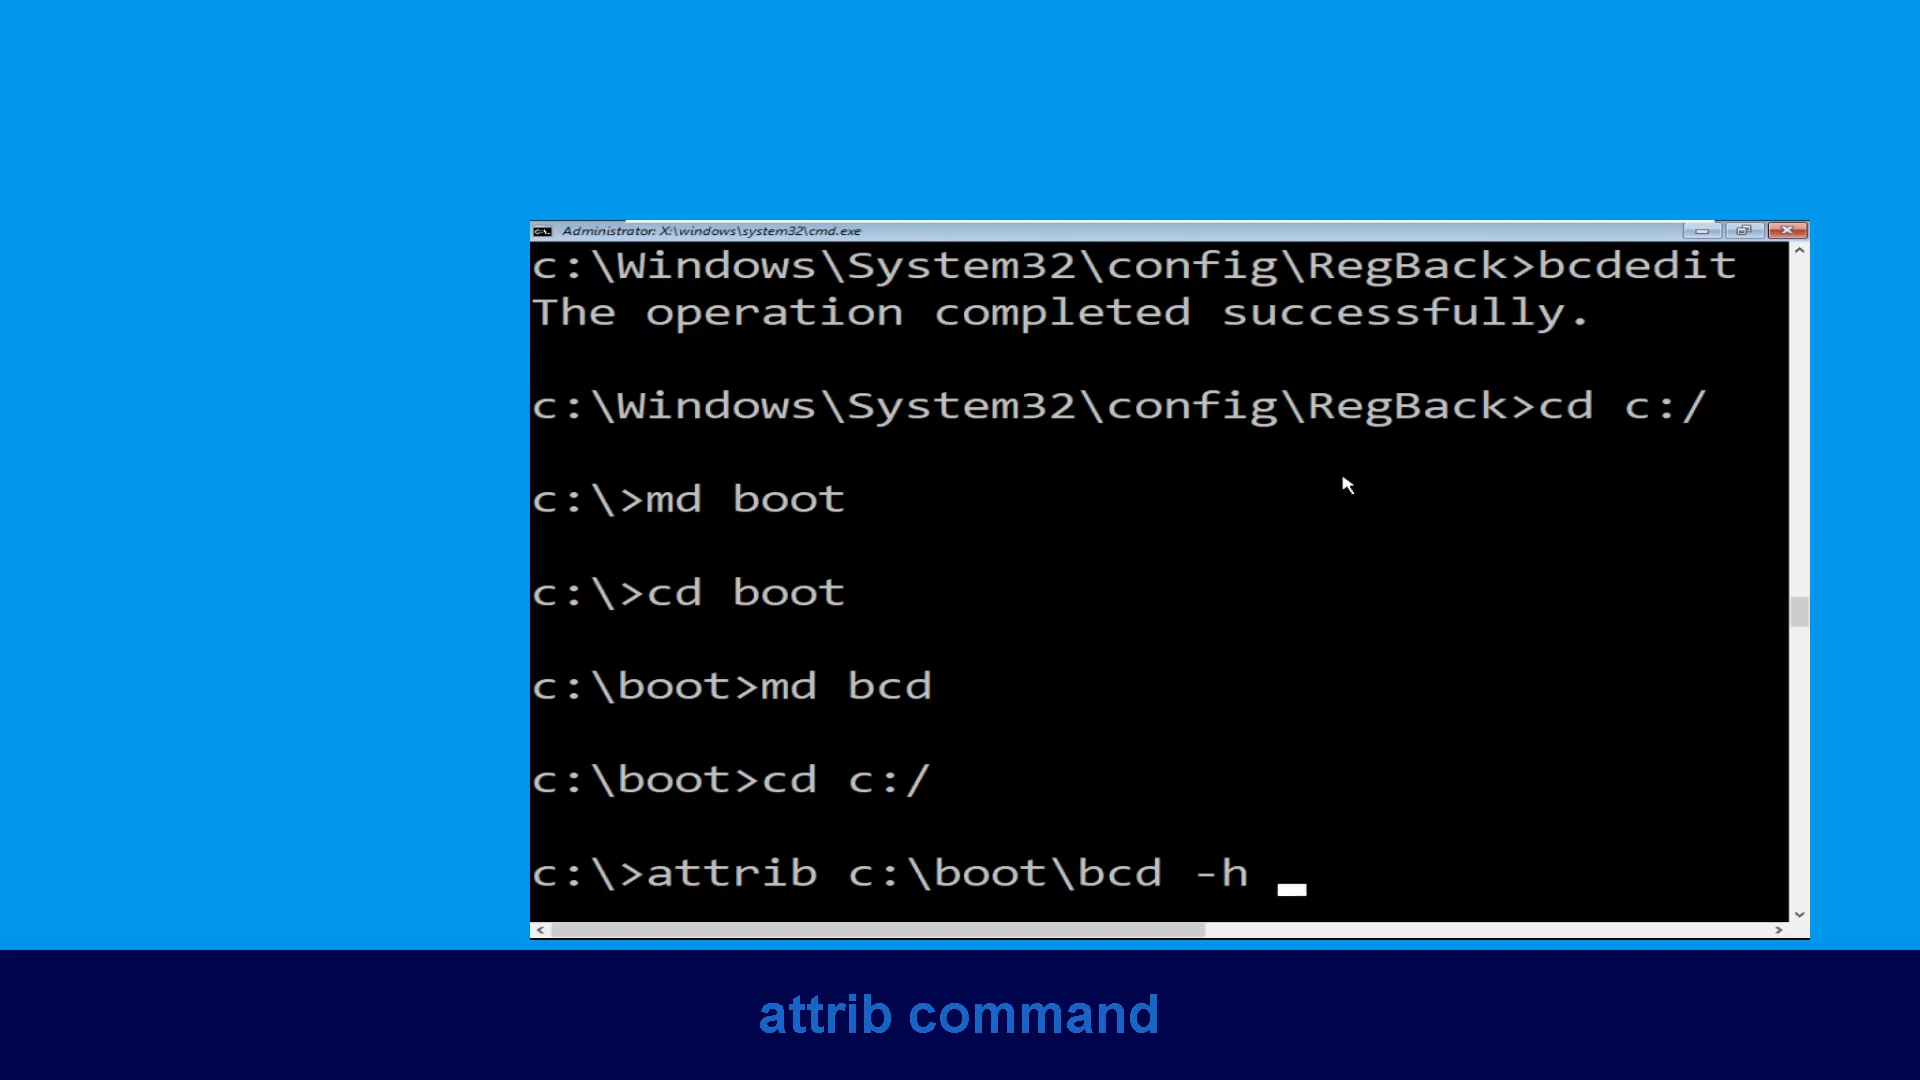 Administrator: X:\windows\system32\cmd.exe
c:\Windows\System32\config\RegBack>bcdedit
The operation completed successfully.
c:\Windows\System32\config\RegBack>cd c:/
c:\>md boot
c:\>cd boot
c:\boot>md bcd
c:\boot>cd c:/
c:\>attrib c:\boot\bcd -h
attrib command